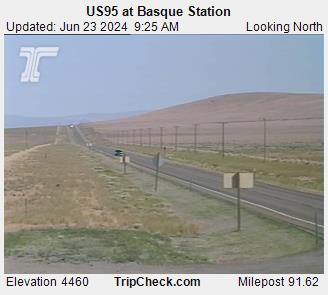 US95 at Basque Station
Updated: Jun 23 2024 9:25 AM Looking North
Elevation 4460 TripCheck.com Milepost 91.62